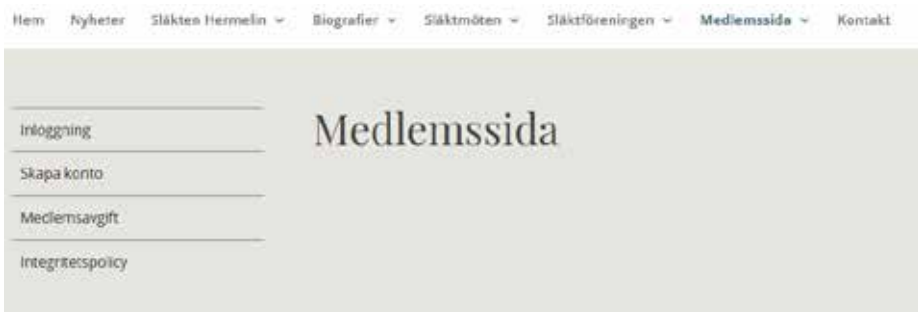 Hem Nyheter Släkten Hermelin Biografier Släktmöten Släktföreningen Medlemssida Kontakt
Medlemssida
Inloggning
Skapa konto
Medlemsavgift
Integritetspolicy